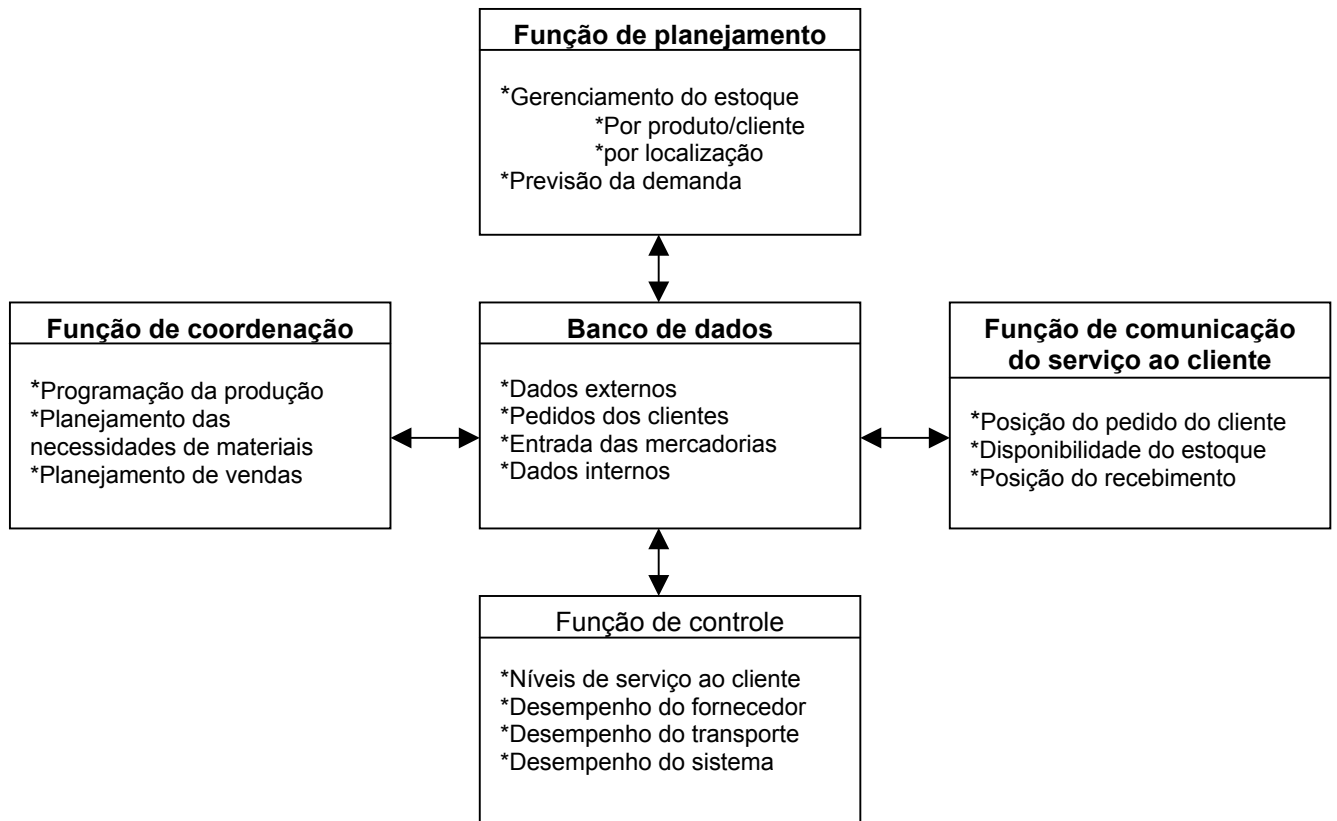 Função de planejamento
*Gerenciamento do estoque
*Por produto/cliente
*por localização
*Previsão da demanda
Função de coordenação
*Programação da produção
*Planejamento das
necessidades de materiais
*Planejamento de vendas
Banco de dados
*Dados externos
*Pedidos dos clientes
*Entrada das mercadorias
*Dados internos
Função de comunicação
do serviço ao cliente
*Posição do pedido do cliente
*Disponibilidade do estoque
*Posição do recebimento
Função de controle
*Níveis de serviço ao cliente
*Desempenho do fornecedor
*Desempenho do transporte
*Desempenho do sistema